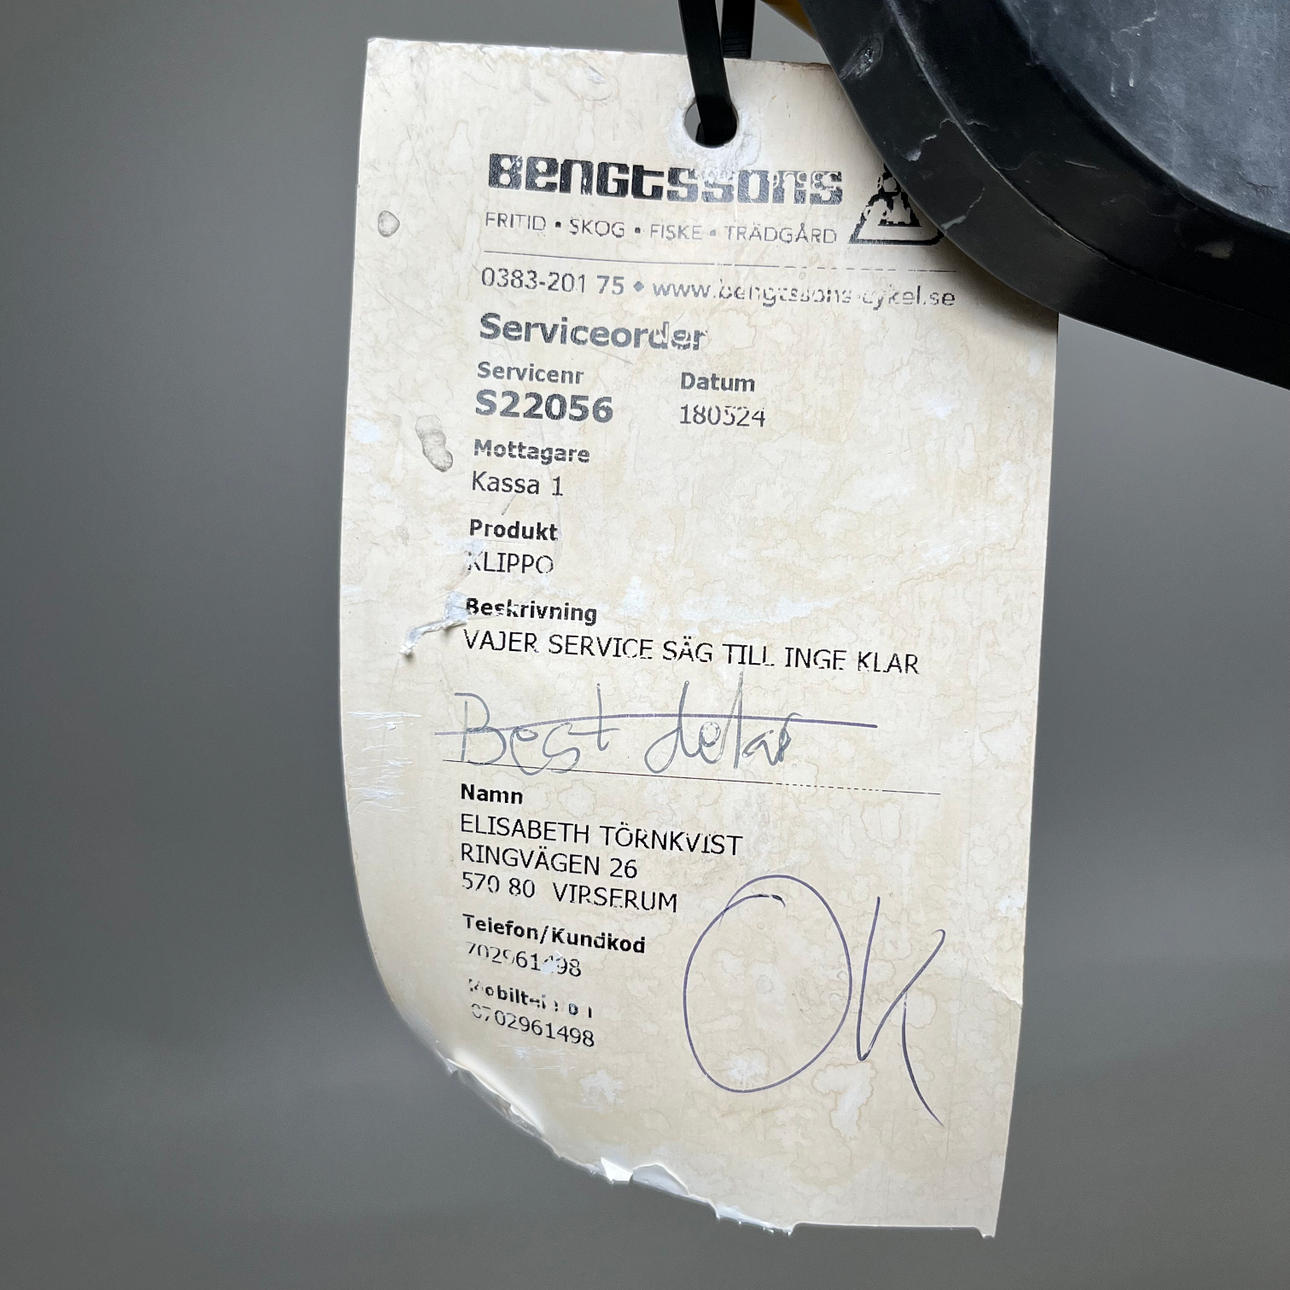 BENGTSSONS
FRITID • SKOG • FISKE • TRÄDGÅRD
0383-201 75 • www.bengtssons-cykel.se
Serviceorder
Servicenr Datum
S22056 180524
Mottagare
Kassa 1
Produkt
KLIPPO
Beskrivning
VAJER SERVICE SÄG TILL INGE KLAR
Best delar
Namn
ELISABETH TÖRNKVIST
RINGVÄGEN 26
570 80 VIRSERUM
OK
Telefon/Kundkod
702961498
Mobiltelefon
0702961498